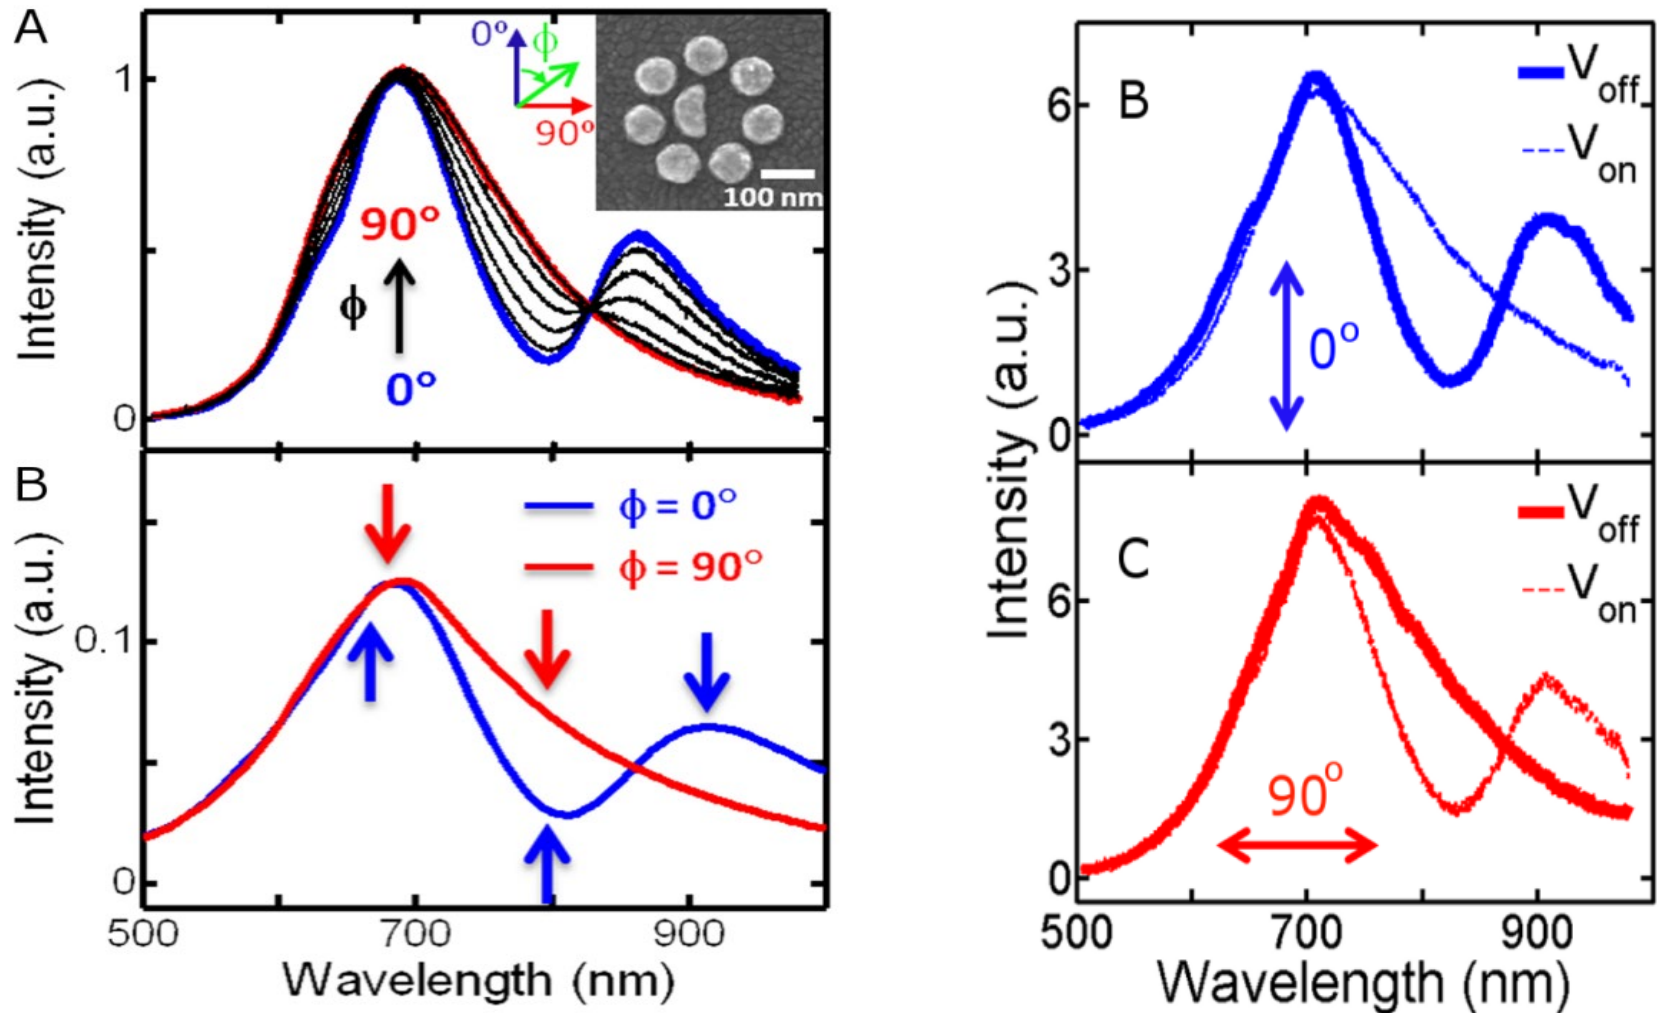 A
Intensity (a.u.)
1
0
0°
ϕ
90°
100 nm
90°
ϕ
0°
B
Intensity (a.u.)
0.1
0
ϕ = 0°
ϕ = 90°
500
700
900
Wavelength (nm)
B
V off
V on
6
3
0
0°
Intensity (a.u.)
C
V off
V on
6
3
0
90°
500
700
900
Wavelength (nm)